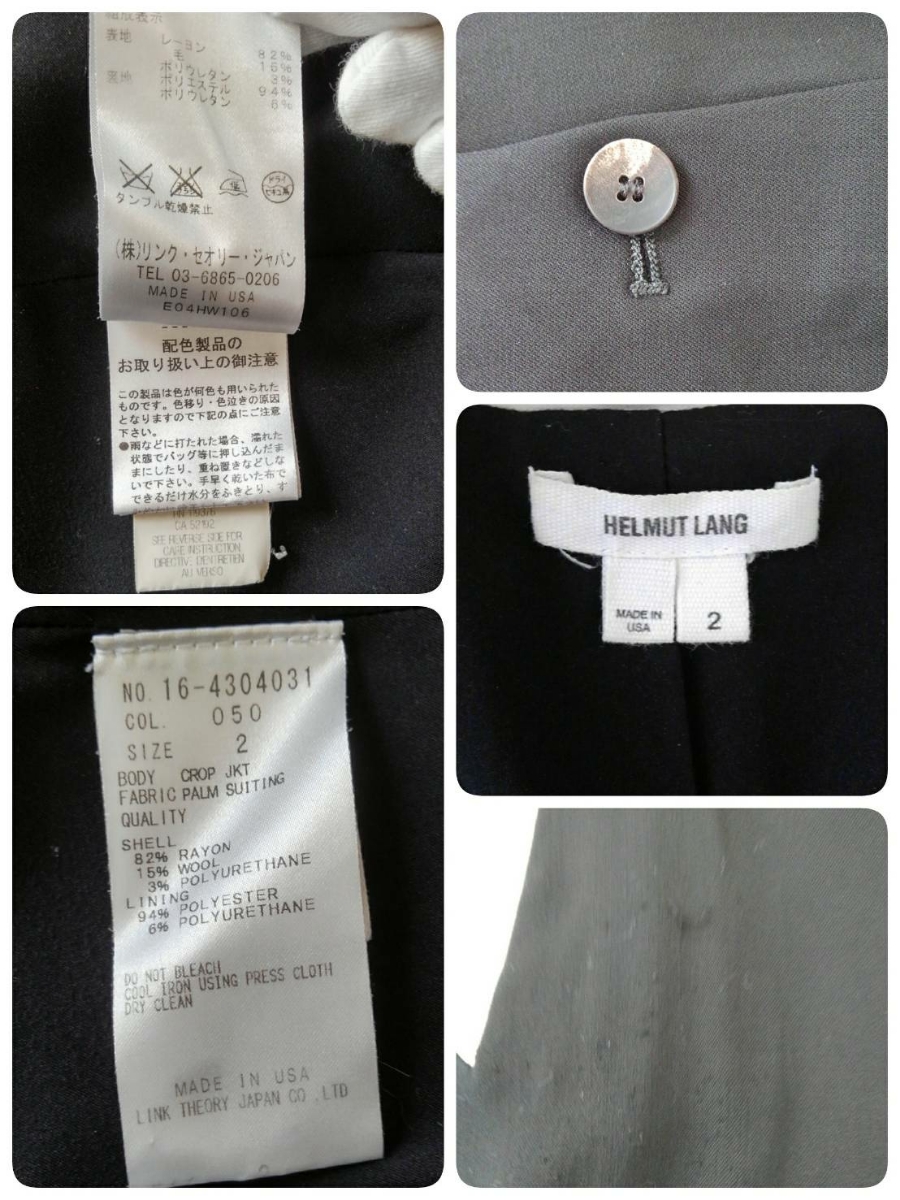 組成表示
表地 レーヨン 82%
毛 15%
ポリウレタン 3%
裏地 ポリエステル 94%
ポリウレタン 6%
タンブル乾燥禁止
(株)リンク・セオリー・ジャパン
TEL 03-6865-0206
MADE IN USA
E04HW106
配色製品の
お取り扱い上の御注意
この製品は色が何色も用いられた
ものです。色移り・色泣きの原因
となりますので下記の点にご注意
下さい。
●雨などに打たれた場合、濡れた
状態でバッグ等に押し込んだま
まにしたり、重ね置きなどしな
いで下さい。手早く乾いた布で
できるだけ水分をふきとり、す
CA 52192
SEE REVERSE SIDE FOR
CARE INSTRUCTION
DIRECTIVE D'ENTRETIEN
AU VERSO
HELMUT LANG
MADE IN
USA
2
NO. 16-4304031
COL. 050
SIZE 2
BODY CROP JKT
FABRIC PALM SUITING
QUALITY
SHELL
82% RAYON
15% WOOL
3% POLYURETHANE
LINING
94% POLYESTER
6% POLYURETHANE
DO NOT BLEACH
COOL IRON USING PRESS CLOTH
DRY CLEAN
MADE IN USA
LINK THEORY JAPAN CO.,LTD